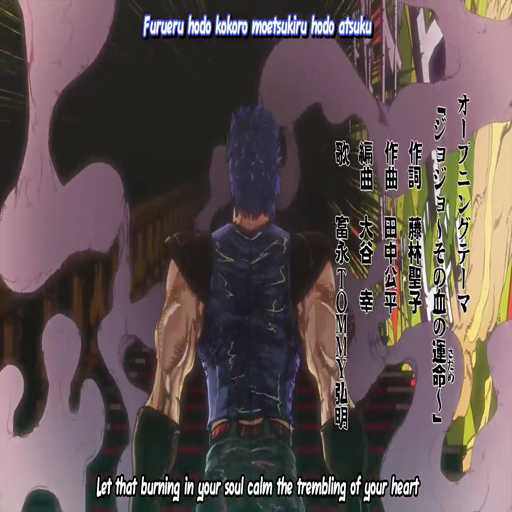 Furueru hodo kokoro moetsukiru hodo atsuku
オープニングテーマ
『ジョジョ~その血の運命~』
さだめ
作詞 藤林聖子
作曲 田中公平
編曲 大谷 幸
歌 富永TOMMY弘明
Let that burning in your soul calm the trembling of your heart